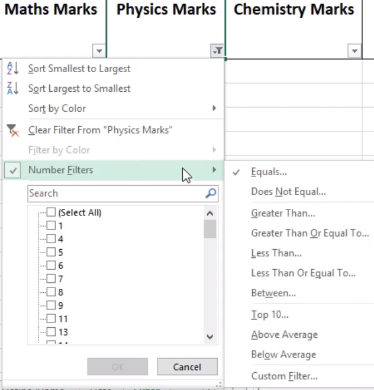 Maths Marks Physics Marks Chemistry Marks
Sort Smallest to Largest
Sort Largest to Smallest
Sort by Color
Clear Filter From "Physics Marks"
Filter by Color
Number Filters
Search
(Select All)
1
4
5
6
7
8
9
11
13
Ok Cancel
Equals...
Does Not Equal...
Greater Than...
Greater Than Or Equal To...
Less Than...
Less Than Or Equal To...
Between...
Top 10...
Above Average
Below Average
Custom Filter...